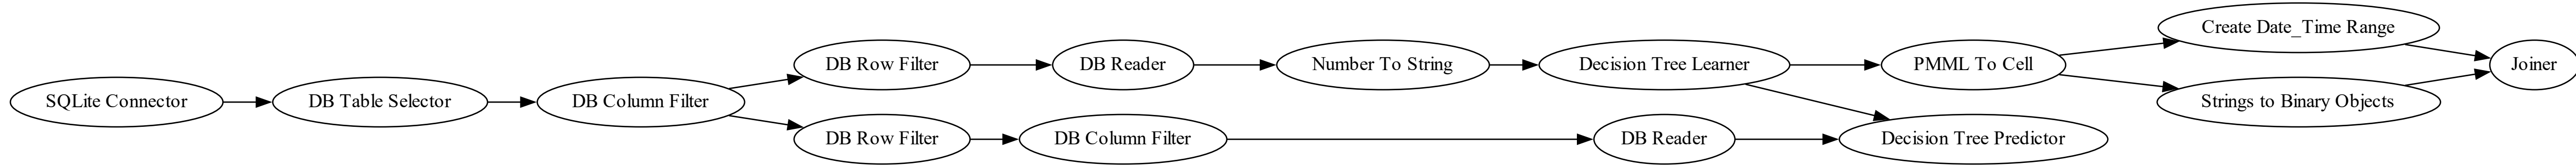 SQLite Connector
DB Table Selector
DB Column Filter
DB Row Filter
DB Reader
Number To String
Decision Tree Learner
PMML To Cell
Create Date_Time Range
Strings to Binary Objects
Joiner
DB Row Filter
DB Column Filter
DB Reader
Decision Tree Predictor